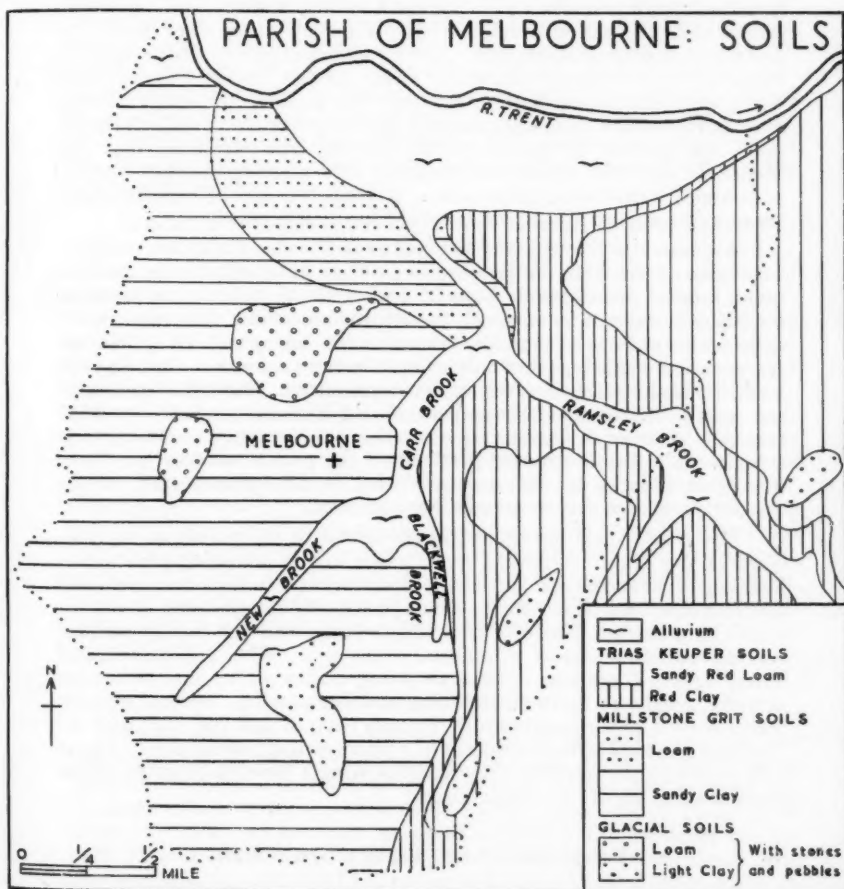 PARISH OF MELBOURNE: SOILS
R. TRENT
CARR BROOK
RAMSLEY BROOK
MELBOURNE
BLACKWELL
BROOK
NEW BROOK
N
0 1/4 1/2
MILE
Alluvium
TRIAS KEUPER SOILS
Sandy Red Loam
Red Clay
MILLSTONE GRIT SOILS
Loam
Sandy Clay
GLACIAL SOILS
Loam
Light Clay
With stones
and pebbles